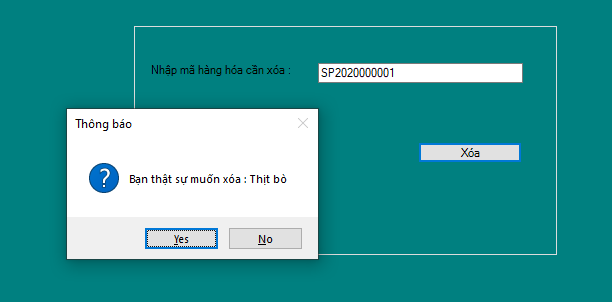 Nhập mã hàng hóa cần xóa :
SP2020000001
Thông báo
Bạn thật sự muốn xóa : Thịt bò
Xóa
Yes
No